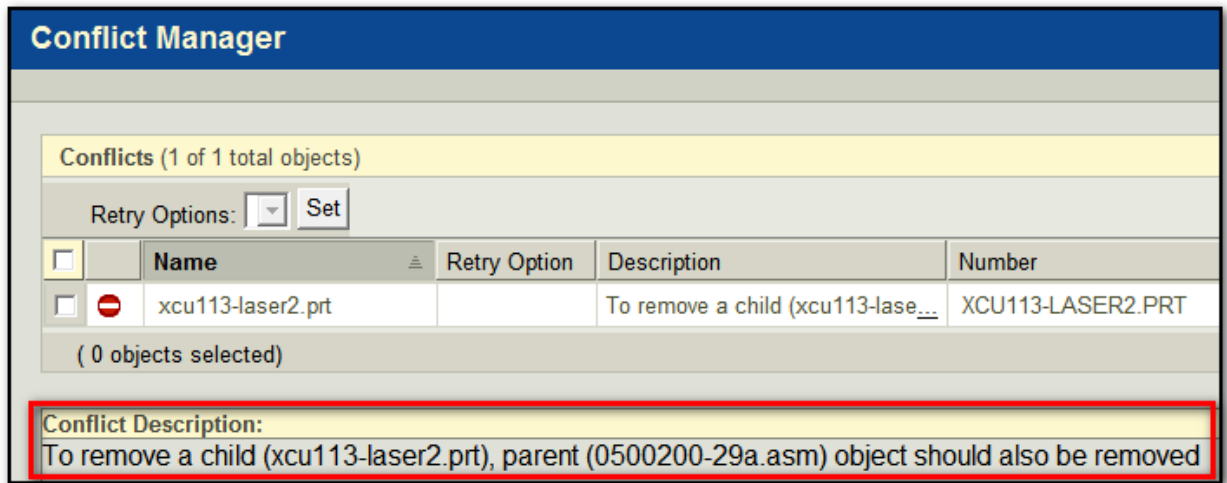 Conflict Manager
Conflicts (1 of 1 total objects)
Retry Options: Set
Name Retry Option Description Number
xcu113-laser2.prt To remove a child (xcu113-lase... XCU113-LASER2.PRT
( 0 objects selected)
Conflict Description:
To remove a child (xcu113-laser2.prt), parent (0500200-29a.asm) object should also be removed